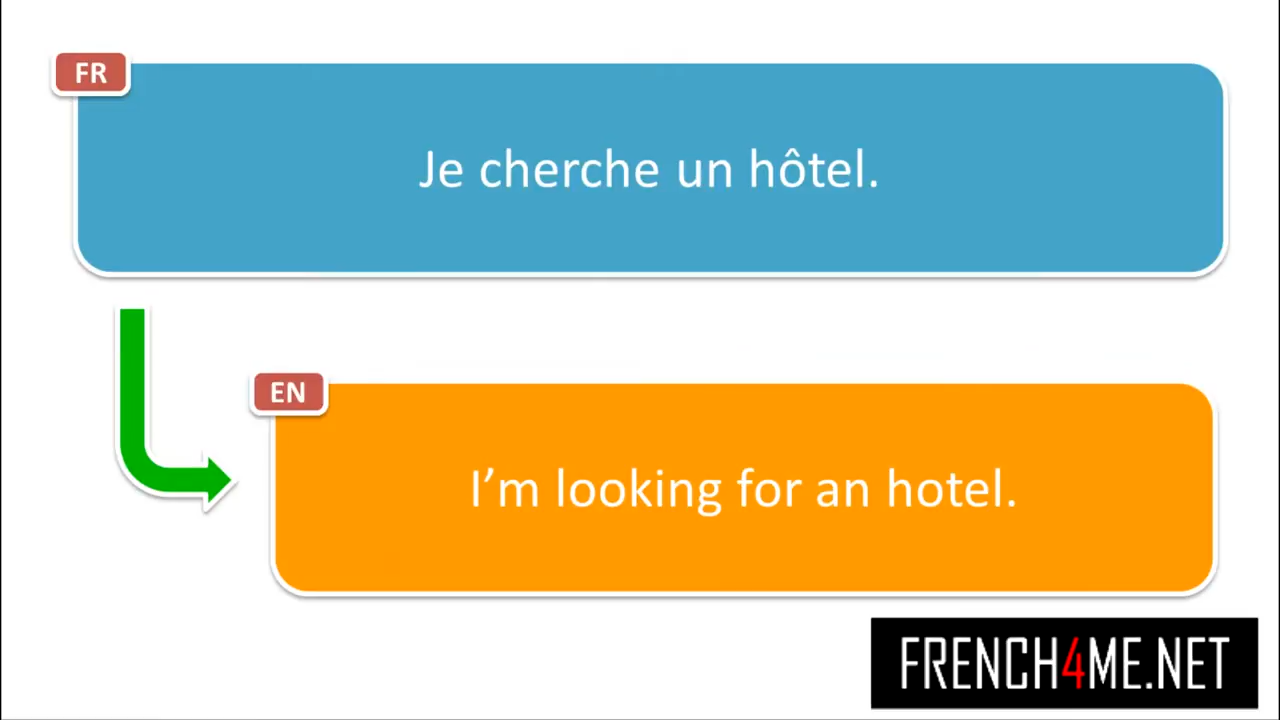 FR
Je cherche un hôtel.
EN
I’m looking for an hotel.
FRENCH4ME.NET